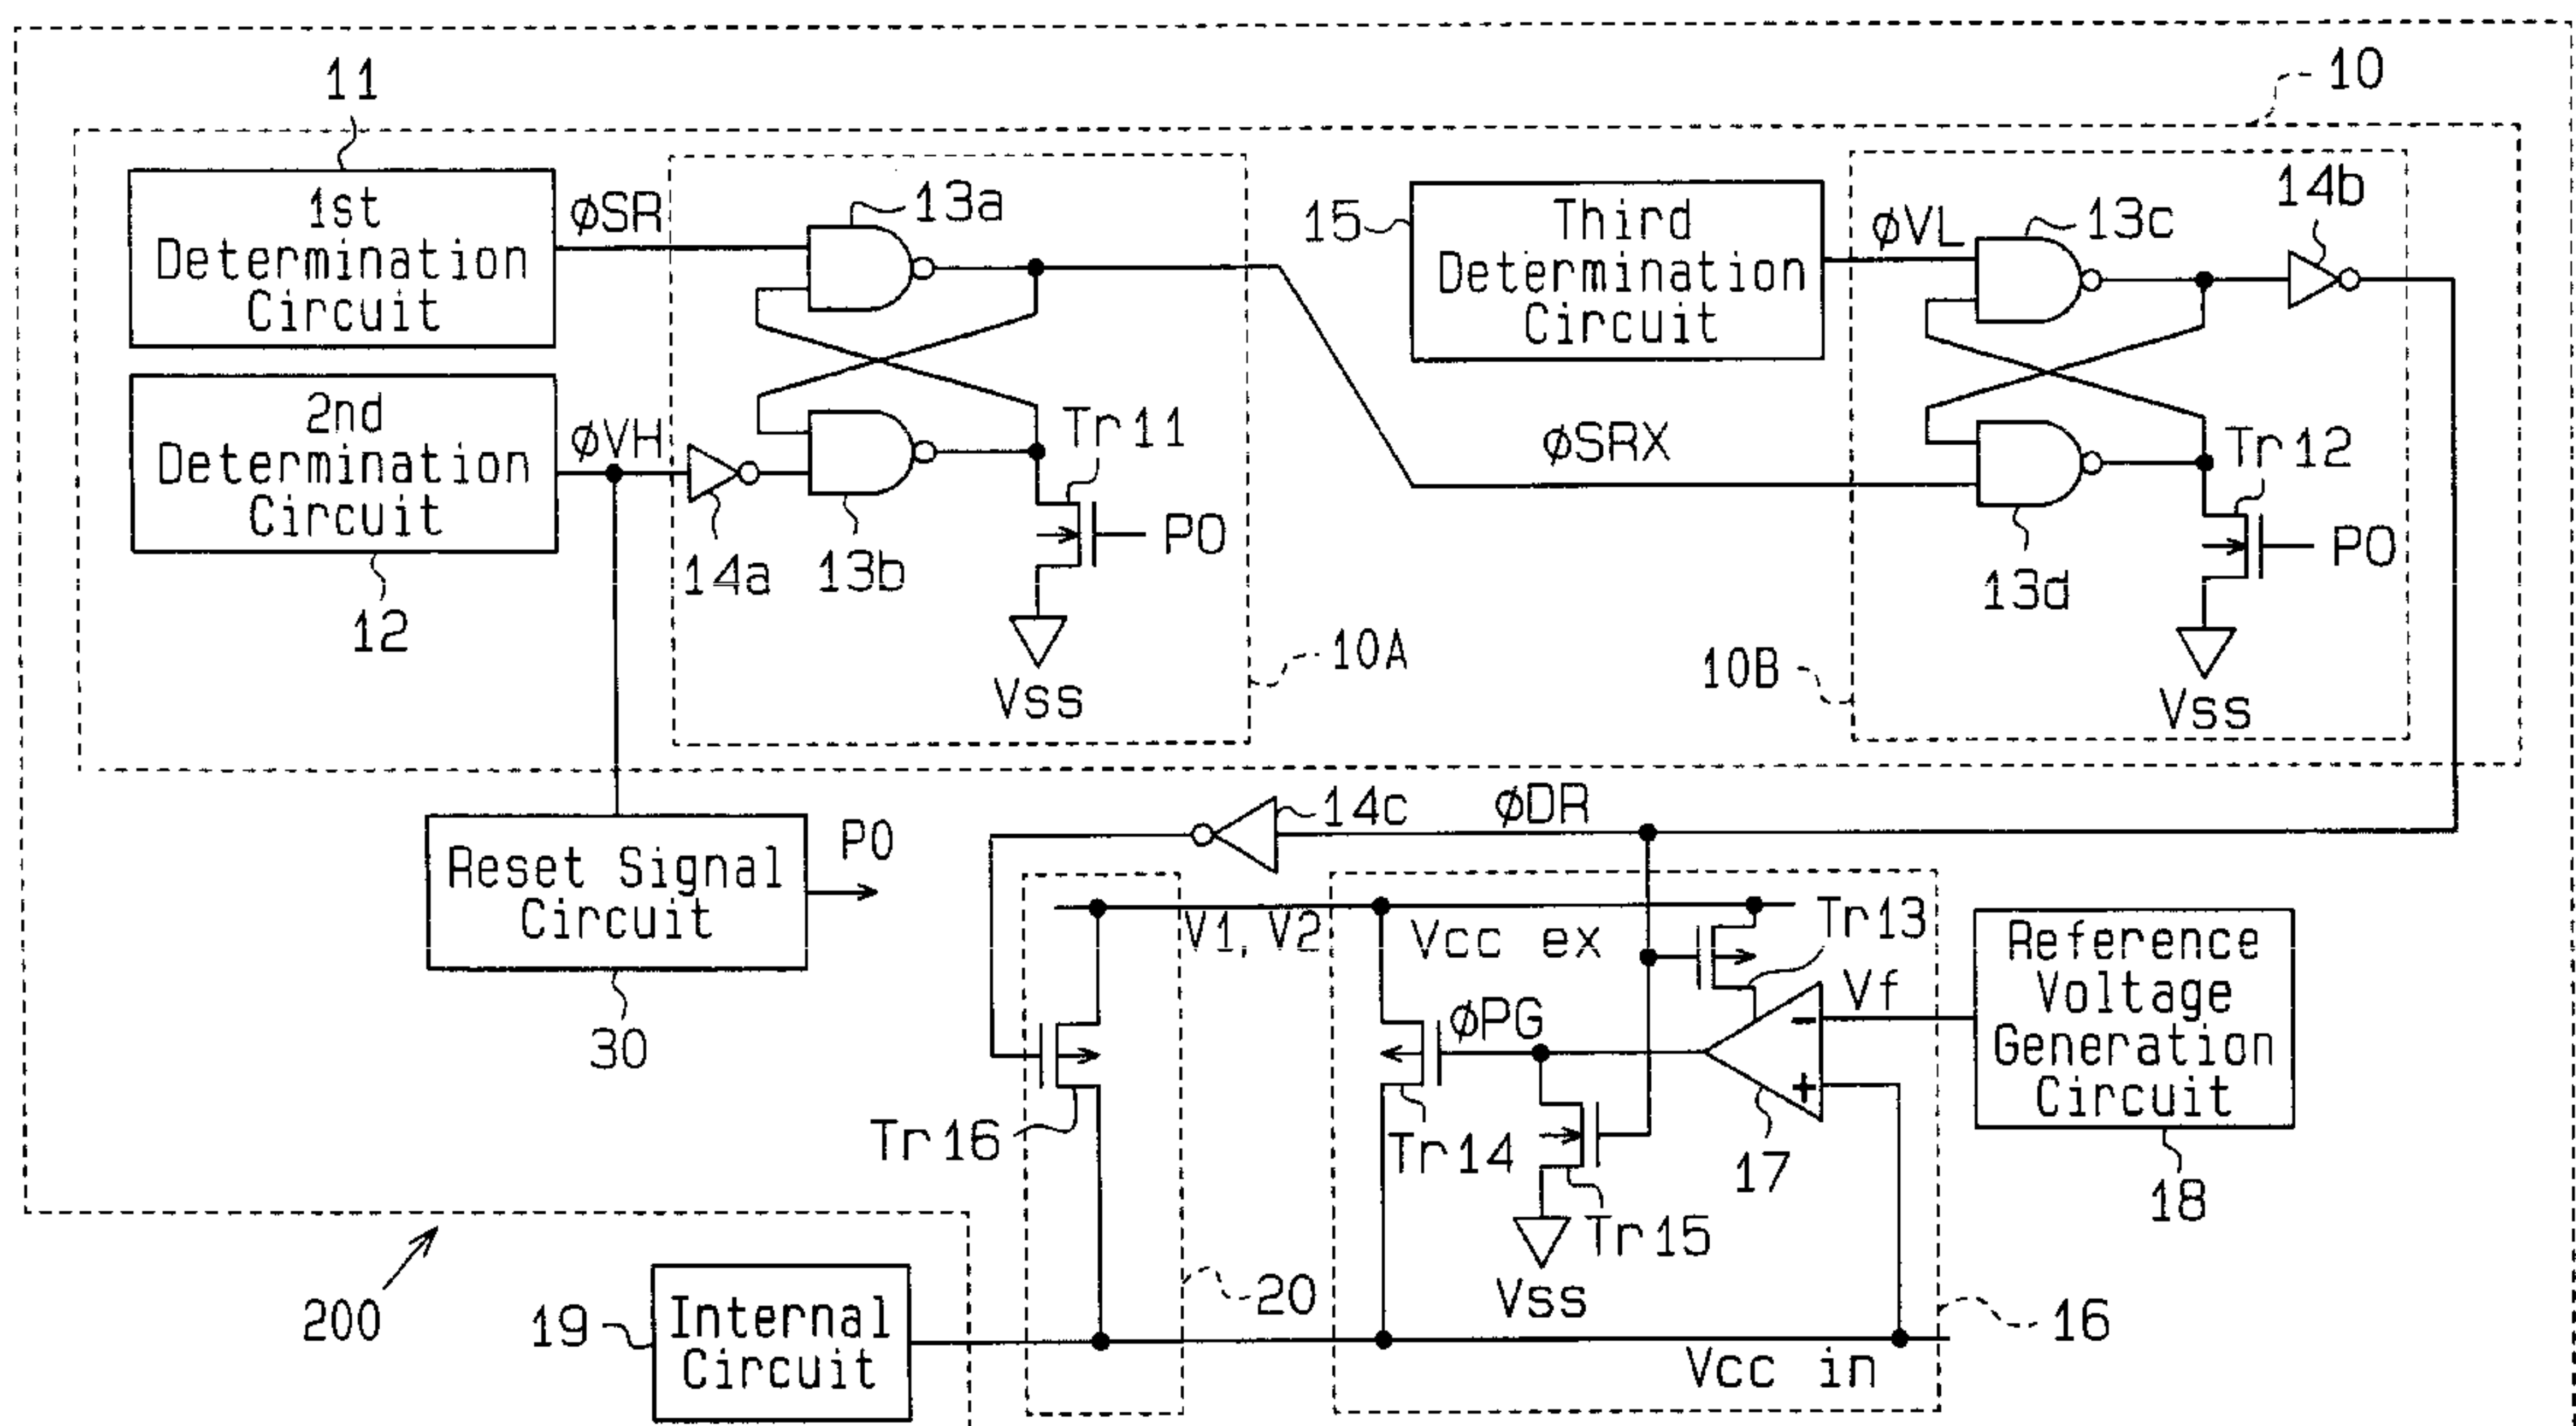 10
11
1st
Determination
Circuit
φSR
13a
15
Third
Determination
Circuit
φVL
13c
14b
2nd
Determination
Circuit
φVH
12
14a
13b
Tr11
P0
Vss
10A
φSRX
13d
Tr12
P0
Vss
10B
Reset Signal
Circuit
P0
30
14c
φDR
V1, V2
Vcc ex
Tr13
Vf
Reference
Voltage
Generation
Circuit
18
φPG
Tr16
Tr14
Tr15
17
Vss
200
19
Internal
Circuit
20
16
Vcc in